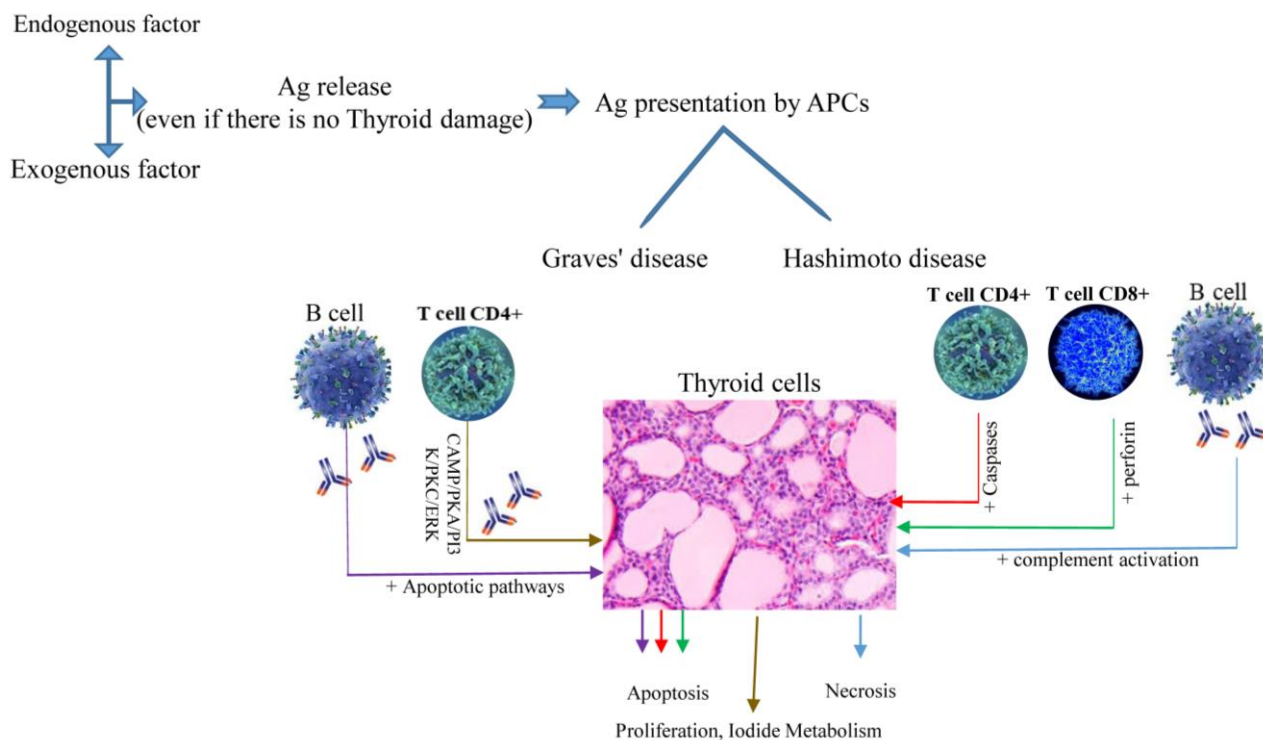 Endogenous factor
Ag release
(even if there is no Thyroid damage)
Ag presentation by APCs
Exogenous factor
Graves' disease
Hashimoto disease
B cell
T cell CD4+
T cell CD4+
T cell CD8+
B cell
Thyroid cells
CAMP/PKA/PI3
K/PKC/ERK
+ Caspases
+ perforin
+ complement activation
+ Apoptotic pathways
Apoptosis
Necrosis
Proliferation, Iodide Metabolism